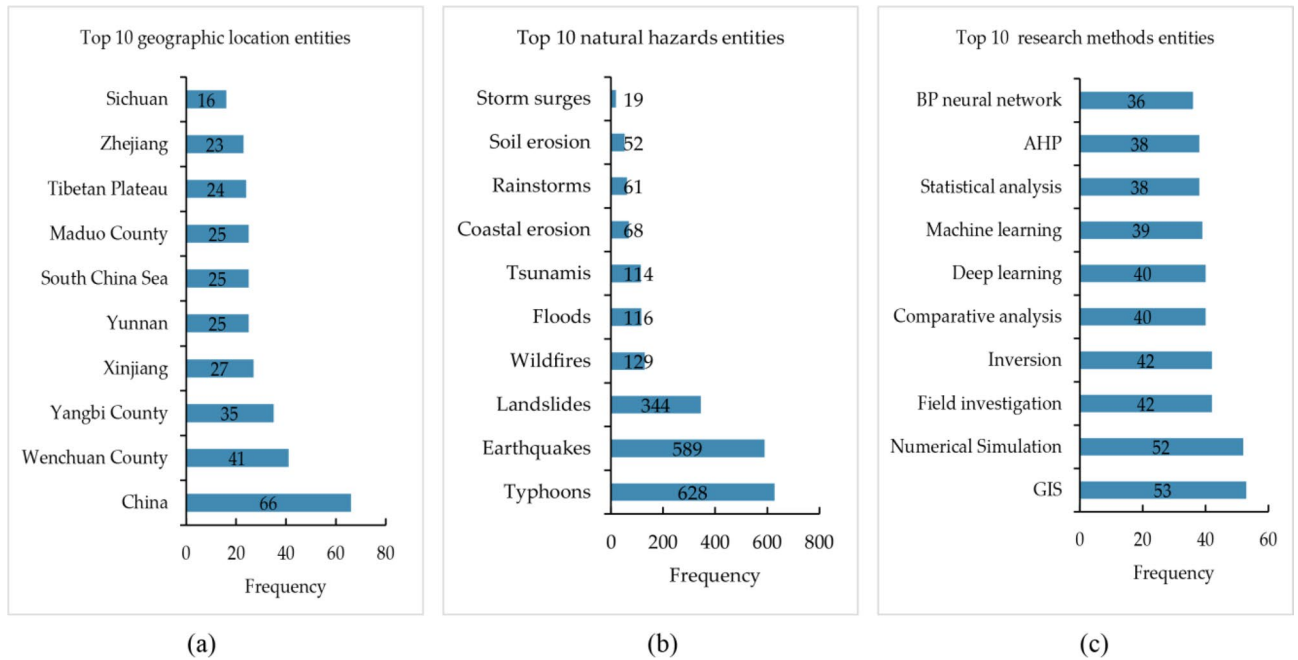 Top 10 geographic location entities
Sichuan 16
Zhejiang 23
Tibetan Plateau 24
Maduo County 25
South China Sea 25
Yunnan 25
Xinjiang 27
Yangbi County 35
Wenchuan County 41
China 66
0 20 40 60 80
Frequency
(a)
Top 10 natural hazards entities
Storm surges 19
Soil erosion 52
Rainstorms 61
Coastal erosion 68
Tsunamis 114
Floods 116
Wildfires 129
Landslides 344
Earthquakes 589
Typhoons 628
0 200 400 600 800
Frequency
(b)
Top 10 research methods entities
BP neural network 36
AHP 38
Statistical analysis 38
Machine learning 39
Deep learning 40
Comparative analysis 40
Inversion 42
Field investigation 42
Numerical Simulation 52
GIS 53
0 20 40 60
Frequency
(c)